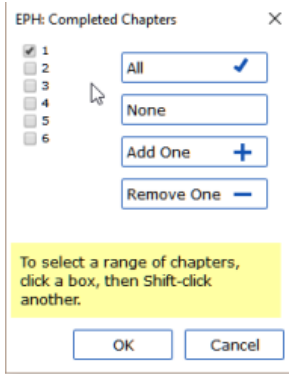 EPH: Completed Chapters
1
2
3
4
5
6
All
None
Add One
Remove One
To select a range of chapters,
click a box, then Shift-click
another.
OK
Cancel